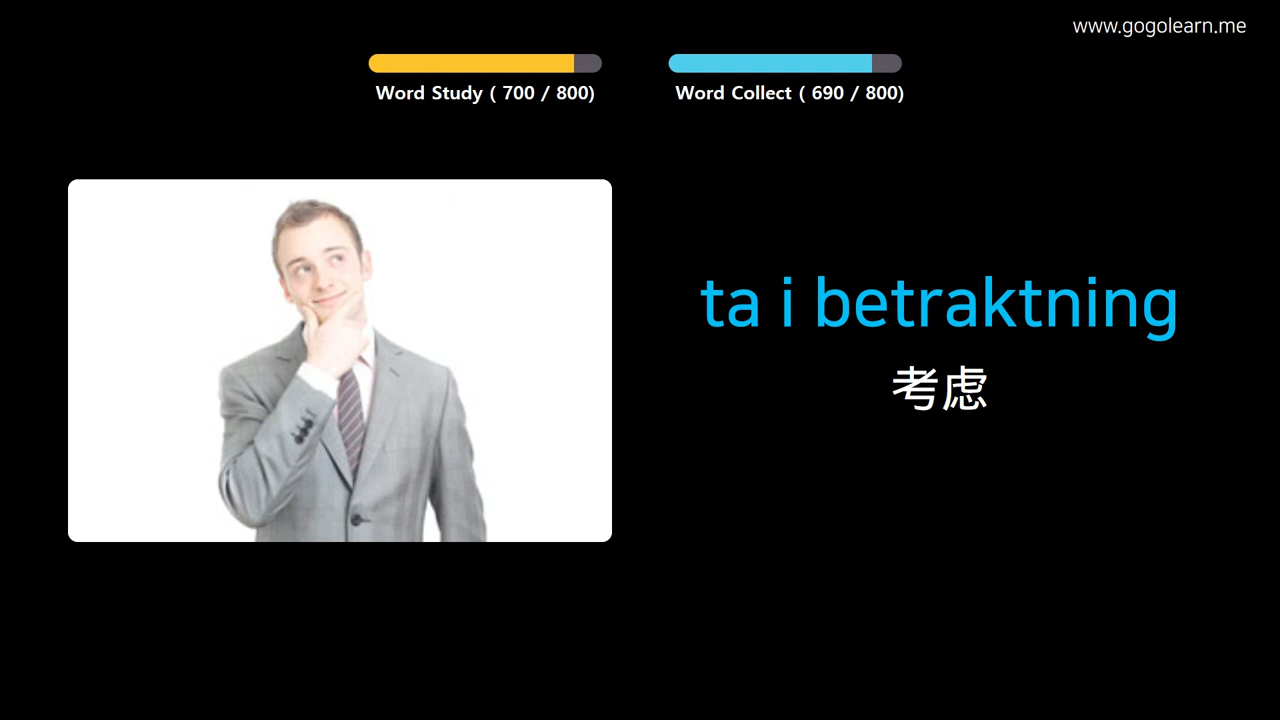 www.gogolearn.me
Word Study ( 700 / 800)
Word Collect ( 690 / 800)
ta i betraktning
考虑